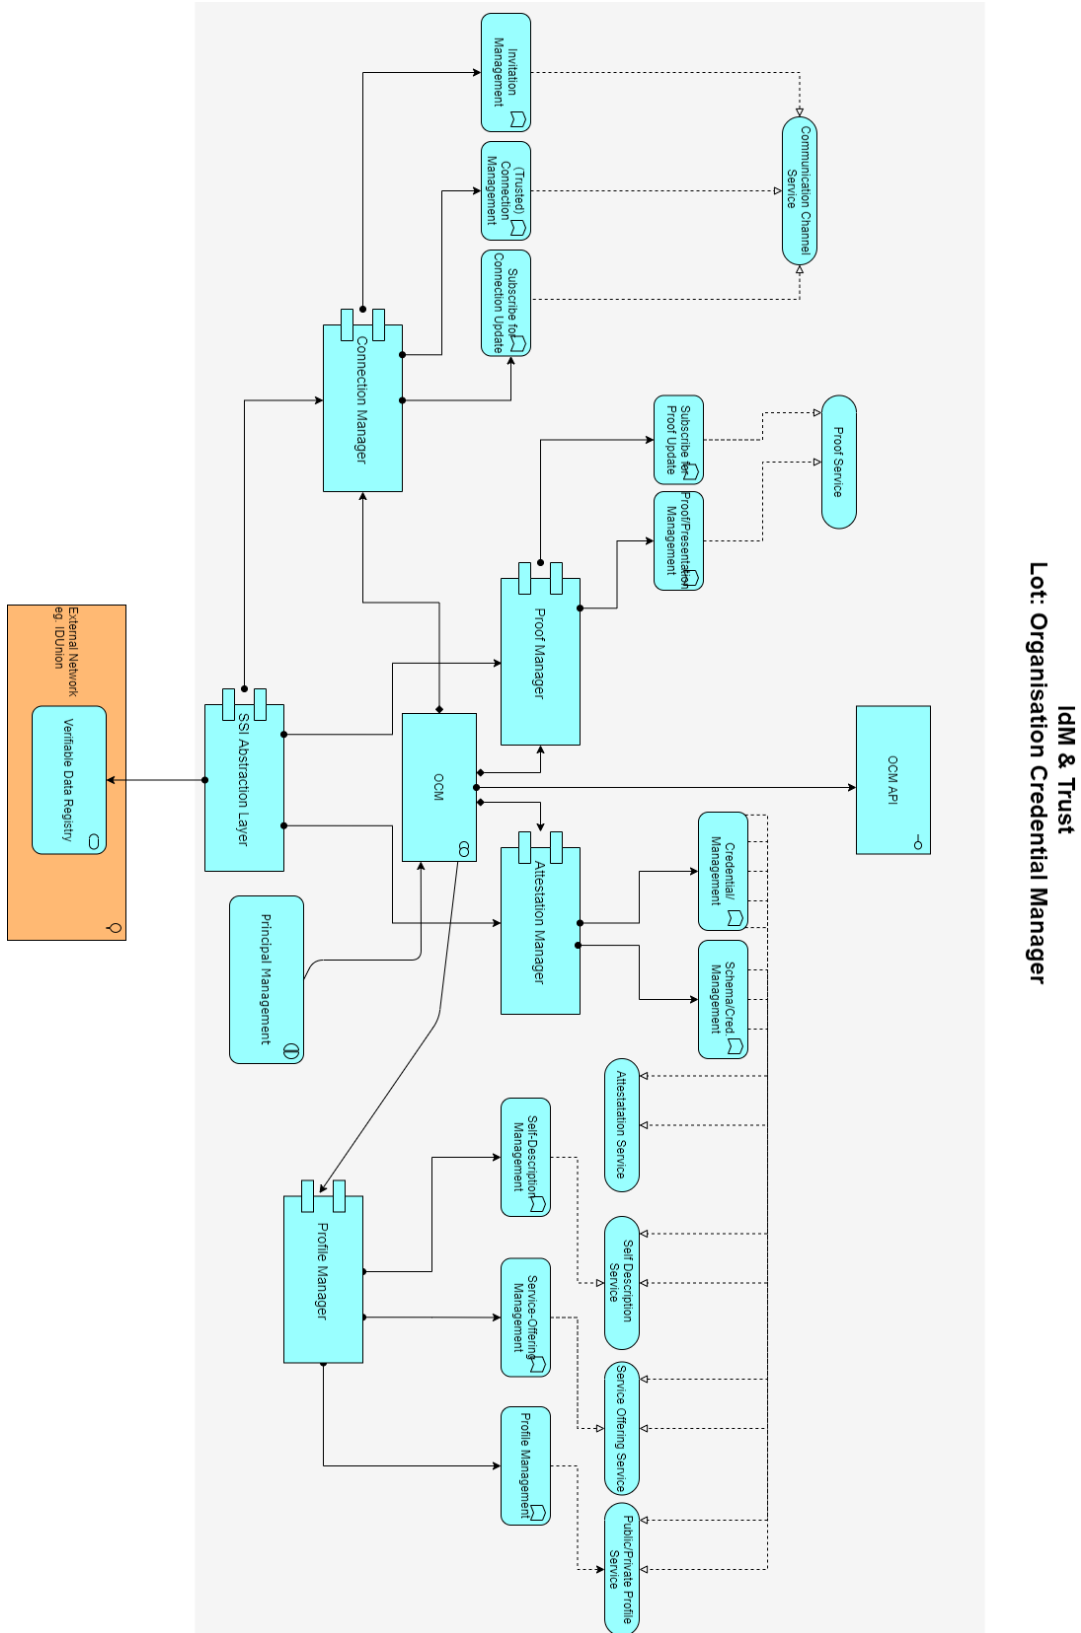 IdM & Trust
Lot: Organisation Credential Manager
OCM API
Communication Channel
Service
Proof Service
Invitation
Management
(Trusted)
Connection
Management
Subscribe for
Connection Update
Subscribe for
Proof Update
Proof/Presentation
Management
Credential/
Management
Schema/Cred.
Management
Attestatation Service
Self Description
Service
Service Offering Service
Public/Private Profile
Service
Self-Description
Management
Service-Offering
Management
Profile Management
Connection Manager
Proof Manager
OCM
Attestation Manager
Profile Manager
SSI Abstraction Layer
Principal Management
External Network
eg. IDUnion
Verifiable Data Registry